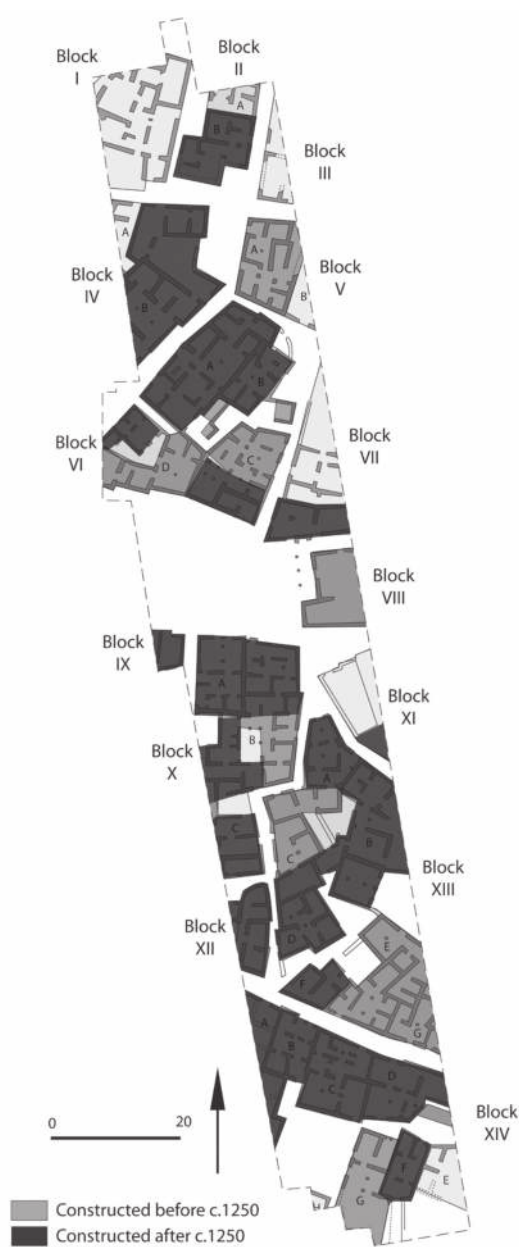 Block
I
Block
II
A
B
Block
III
A
Block
IV
B
A
Block
V
B
A
B
Block
VI
D
C
Block
VII
Block
VIII
Block
IX
A
Block
XI
B
Block
X
A
C
B
C
Block
XIII
Block
XII
D
E
F
G
A
B
C
D
Block
XIV
F
E
G
0 20
Constructed before c.1250
Constructed after c.1250